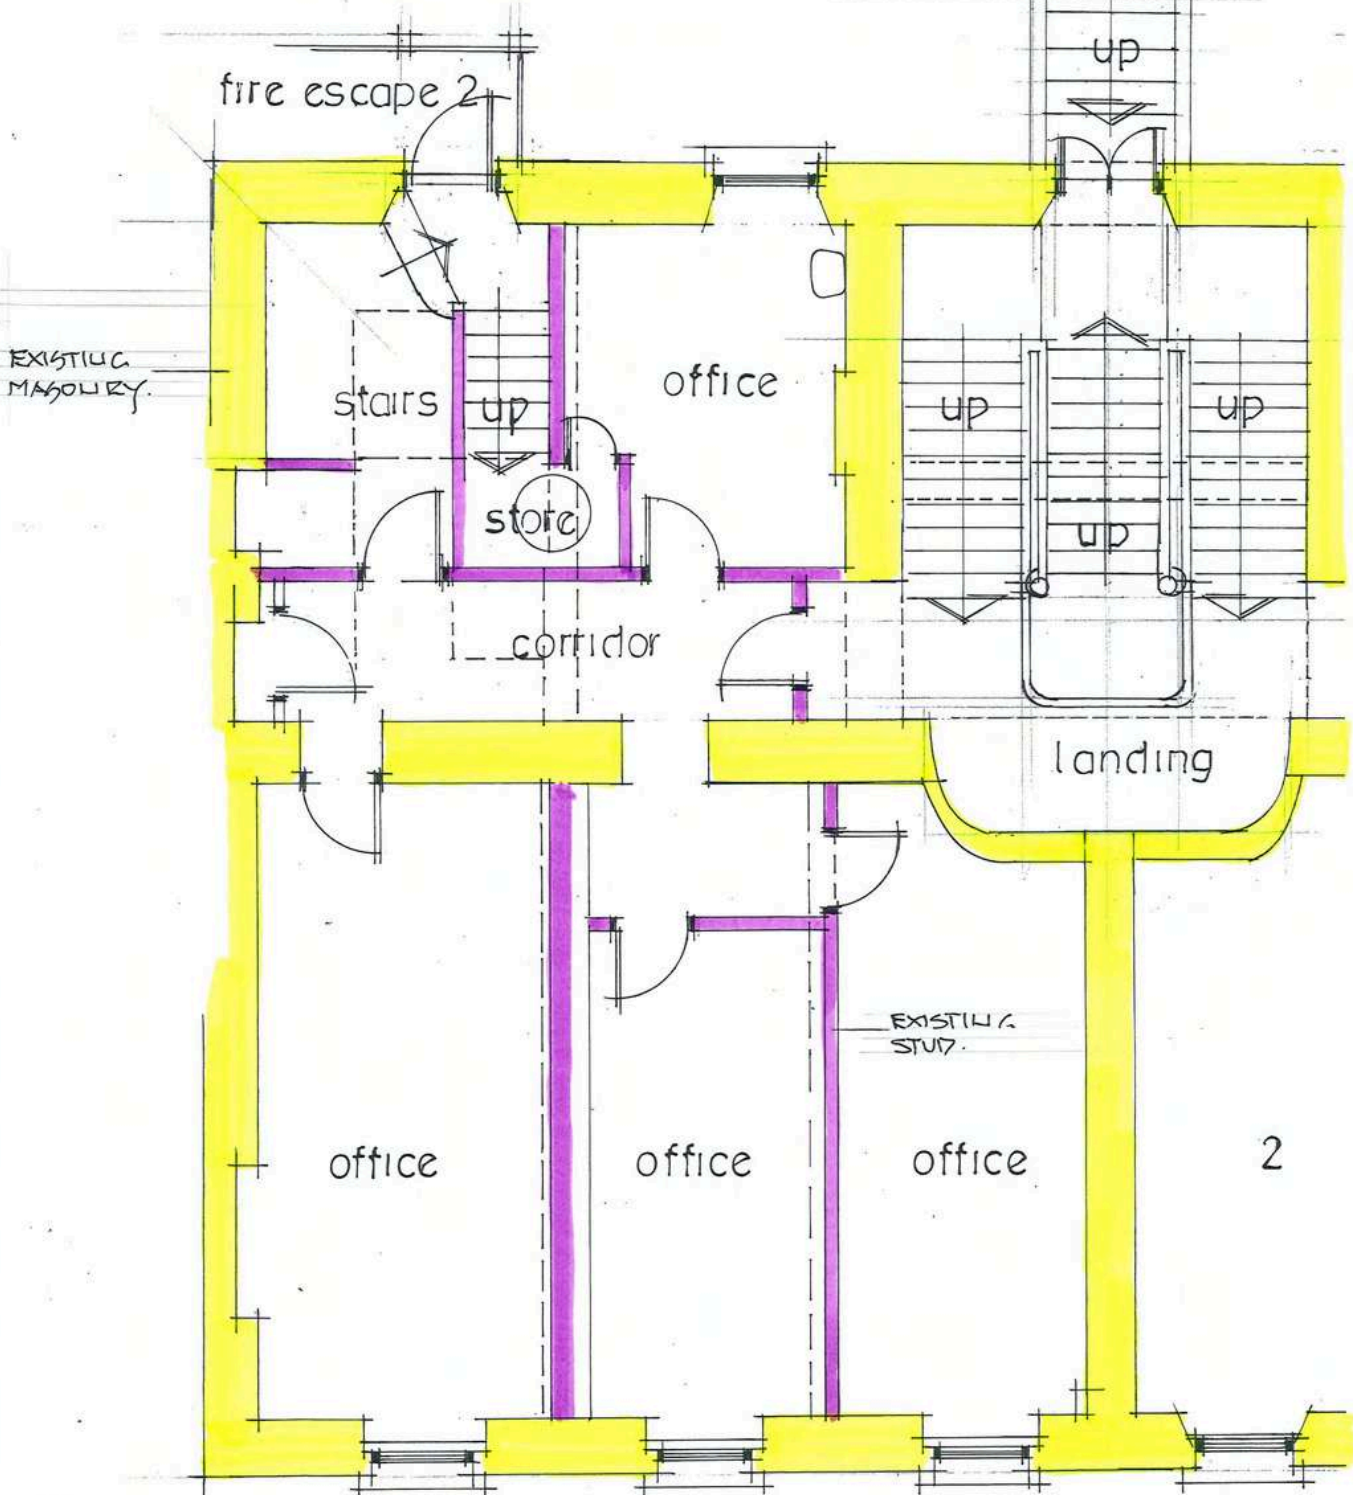 up
fire escape 2
EXISTING
MASONRY.
stairs
up
office
up
up
store
up
corridor
landing
EXISTING
STUD.
office
office
office
2